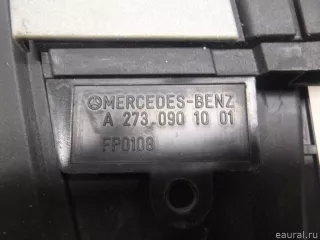 MERCEDES-BENZ
A 273 090 10 01
FP0108
eaural.ru©